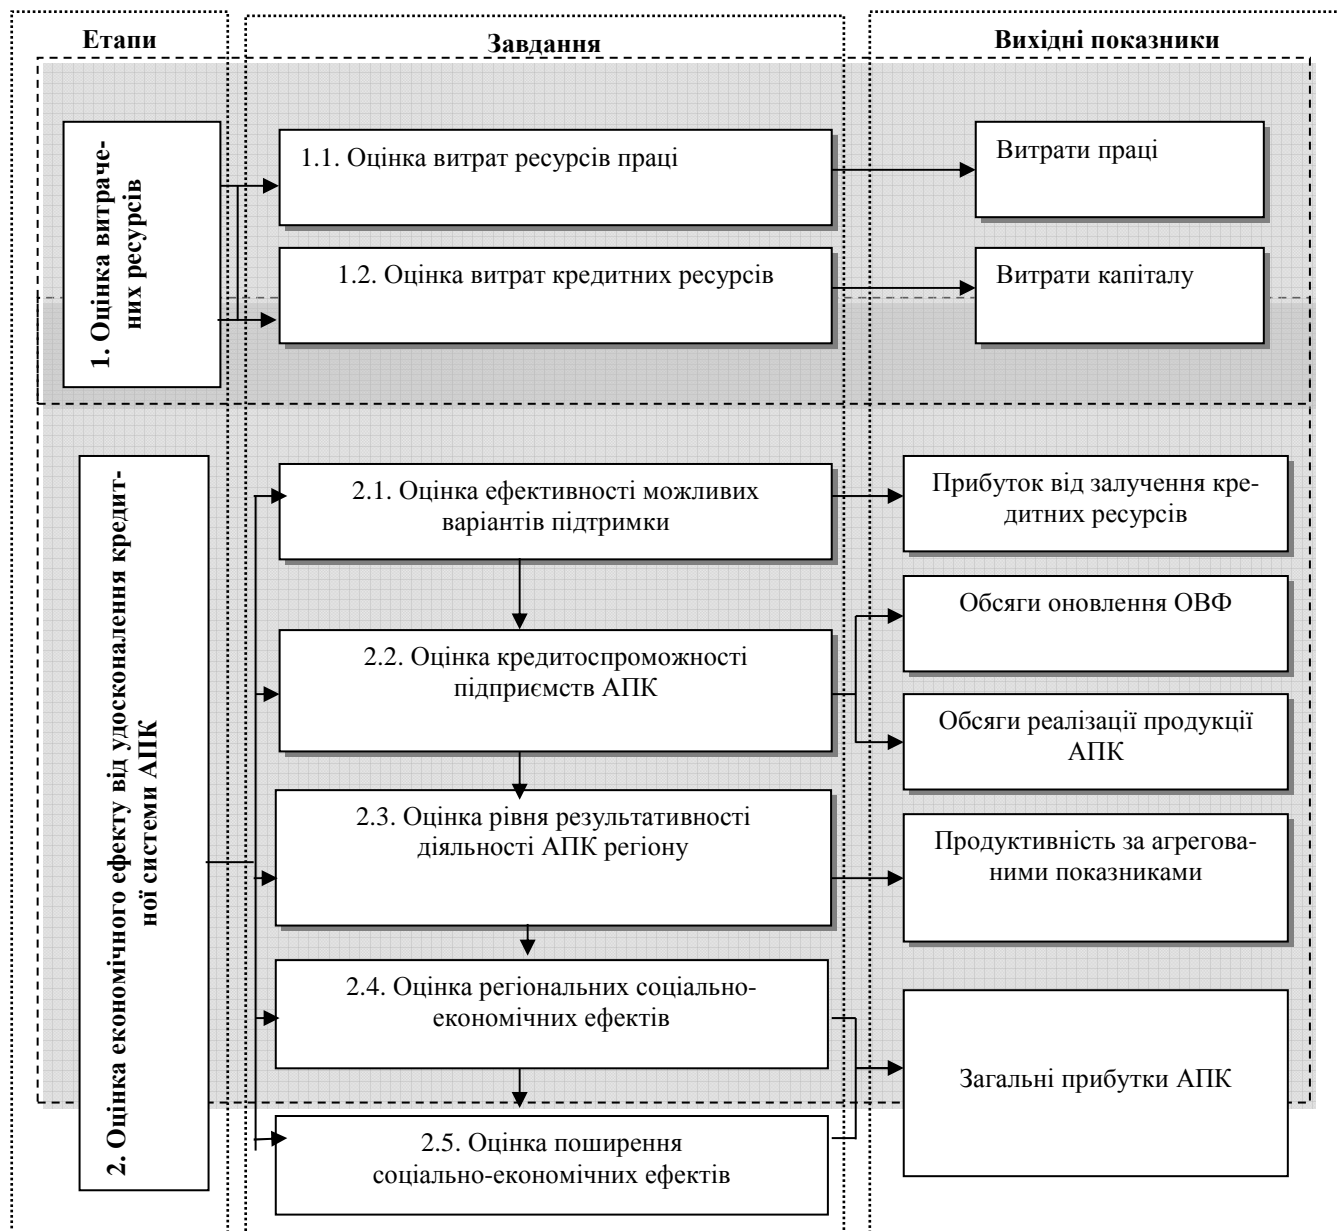 Етапи
Завдання
Вихідні показники
1. Оцінка витраче-
них ресурсів
1.1. Оцінка витрат ресурсів праці
Витрати праці
1.2. Оцінка витрат кредитних ресурсів
Витрати капіталу
2. Оцінка економічного ефекту від удосконалення кредит-
ної системи АПК
2.1. Оцінка ефективності можливих
варіантів підтримки
Прибуток від залучення кре-
дитних ресурсів
2.2. Оцінка кредитоспроможності
підприємств АПК
Обсяги оновлення ОВФ
Обсяги реалізації продукції
АПК
2.3. Оцінка рівня результативності
діяльності АПК регіону
Продуктивність за агрегова-
ними показниками
2.4. Оцінка регіональних соціально-
економічних ефектів
Загальні прибутки АПК
2.5. Оцінка поширення
соціально-економічних ефектів